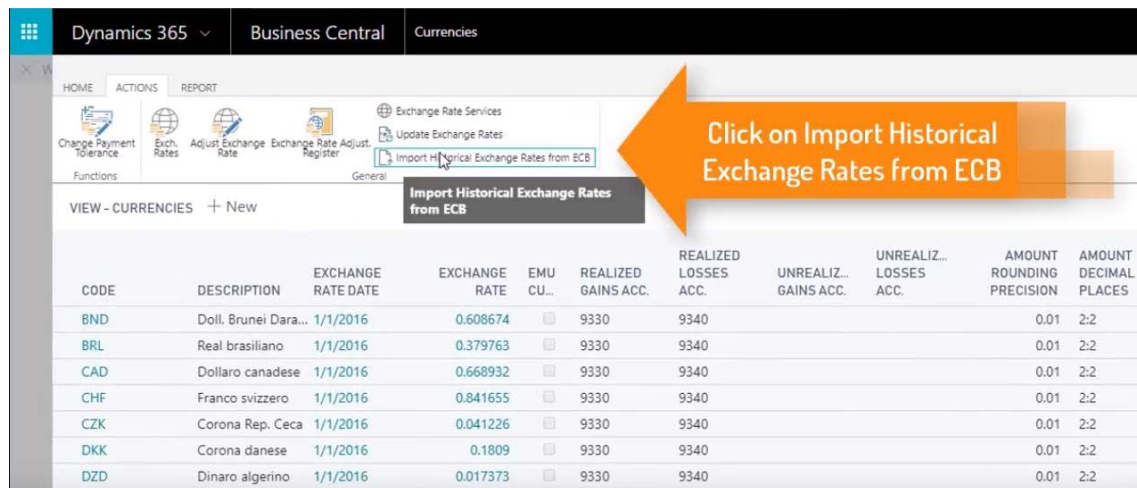 Dynamics 365 Business Central Currencies
W
HOME ACTIONS REPORT
Change Payment Tolerance
Exch. Rates
Adjust Exchange Rate
Exchange Rate Adjust. Register
Exchange Rate Services
Update Exchange Rates
Import Historical Exchange Rates from ECB
Functions General
Import Historical Exchange Rates
from ECB
Click on Import Historical
Exchange Rates from ECB
VIEW - CURRENCIES + New
CODE DESCRIPTION EXCHANGE RATE DATE EXCHANGE RATE EMU CU... REALIZED GAINS ACC. REALIZED LOSSES ACC. UNREALIZ... GAINS ACC. UNREALIZ... LOSSES ACC. AMOUNT ROUNDING PRECISION AMOUNT DECIMAL PLACES
BND Doll. Brunei Dara... 1/1/2016 0.608674 9330 9340 0.01 2:2
BRL Real brasiliano 1/1/2016 0.379763 9330 9340 0.01 2:2
CAD Dollaro canadese 1/1/2016 0.668932 9330 9340 0.01 2:2
CHF Franco svizzero 1/1/2016 0.841655 9330 9340 0.01 2:2
CZK Corona Rep. Ceca 1/1/2016 0.041226 9330 9340 0.01 2:2
DKK Corona danese 1/1/2016 0.1809 9330 9340 0.01 2:2
DZD Dinaro algerino 1/1/2016 0.017373 9330 9340 0.01 2:2